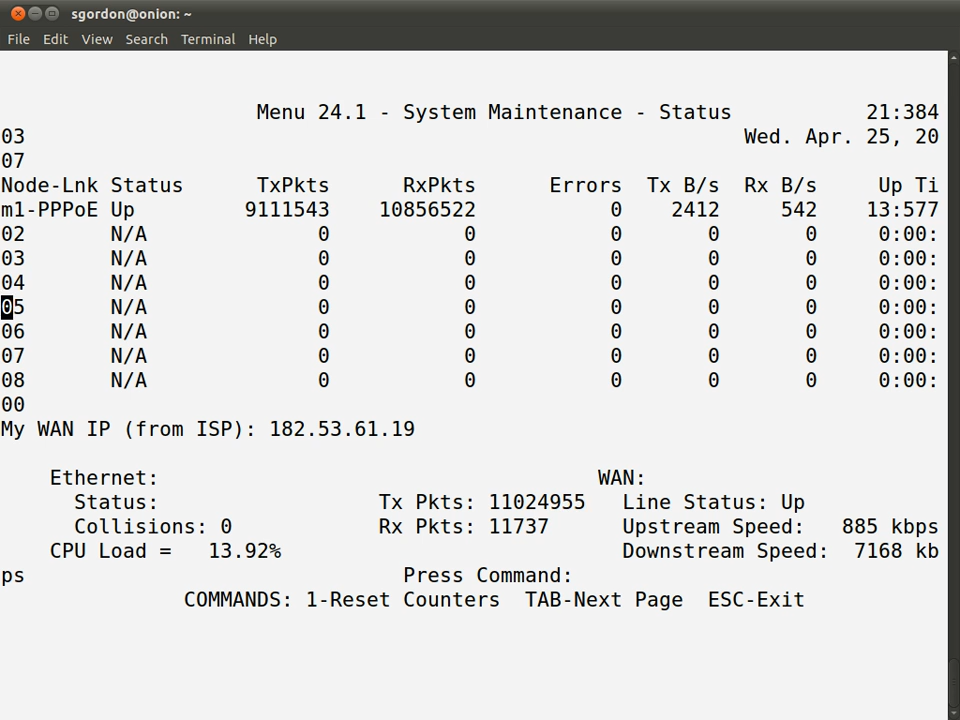 sgordon@onion: ~
File Edit View Search Terminal Help
Menu 24.1 - System Maintenance - Status 21:384
03 Wed. Apr. 25, 20
07
Node-Lnk Status TxPkts RxPkts Errors Tx B/s Rx B/s Up Ti
m1-PPPoE Up 9111543 10856522 0 2412 542 13:577
02 N/A 0 0 0 0 0 0:00:
03 N/A 0 0 0 0 0 0:00:
04 N/A 0 0 0 0 0 0:00:
05 N/A 0 0 0 0 0 0:00:
06 N/A 0 0 0 0 0 0:00:
07 N/A 0 0 0 0 0 0:00:
08 N/A 0 0 0 0 0 0:00:
00
My WAN IP (from ISP): 182.53.61.19
Ethernet: WAN:
Status: Tx Pkts: 11024955 Line Status: Up
Collisions: 0 Rx Pkts: 11737 Upstream Speed: 885 kbps
CPU Load = 13.92% Downstream Speed: 7168 kb
ps Press Command:
COMMANDS: 1-Reset Counters TAB-Next Page ESC-Exit